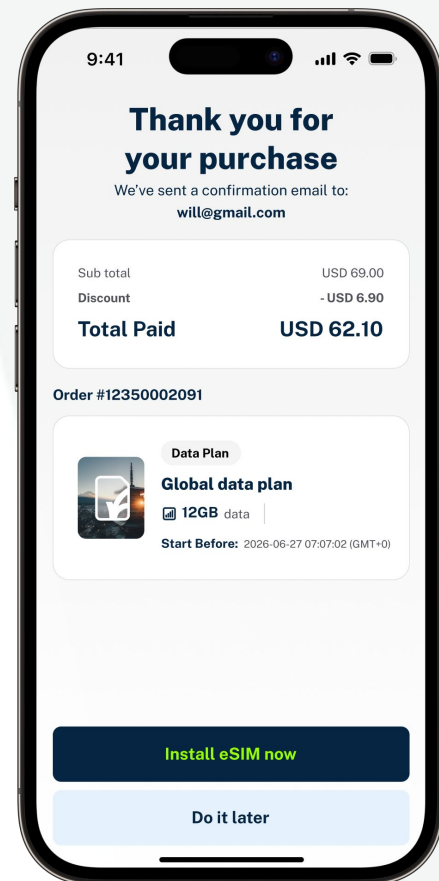 9:41
Thank you for
your purchase
We've sent a confirmation email to:
will@gmail.com
Sub total USD 69.00
Discount - USD 6.90
Total Paid USD 62.10
Order #12350002091
Data Plan
Global data plan
12GB data
Start Before: 2026-06-27 07:07:02 (GMT+0)
Install eSIM now
Do it later